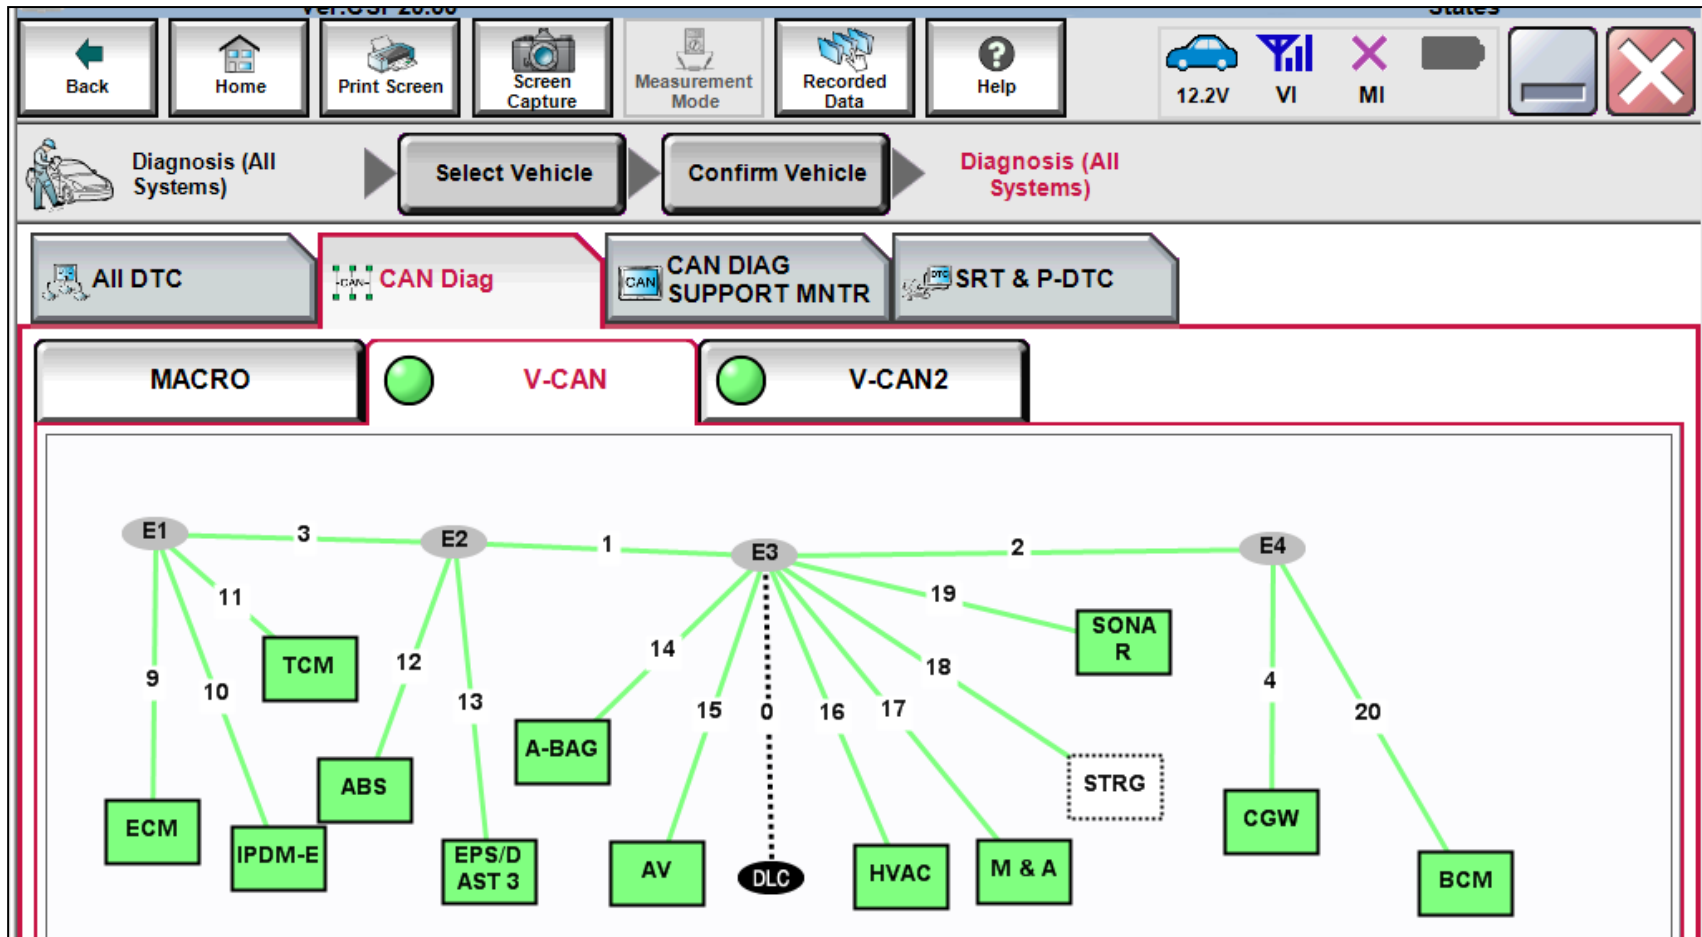 Back
Home
Print Screen
Screen
Capture
Measurement
Mode
Recorded
Data
?
Help
12.2V
VI
MI
Diagnosis (All
Systems)
Select Vehicle
Confirm Vehicle
Diagnosis (All
Systems)
All DTC
CAN
CAN Diag
CAN
CAN DIAG
SUPPORT MNTR
DTC
SRT & P-DTC
MACRO
V-CAN
V-CAN2
E1
3
E2
1
E3
2
E4
11
19
SONA
R
14
12
TCM
18
9
10
13
15
0
16
17
4
20
A-BAG
ABS
STRG
ECM
CGW
IPDM-E
EPS/D
AST 3
AV
DLC
HVAC
M & A
BCM